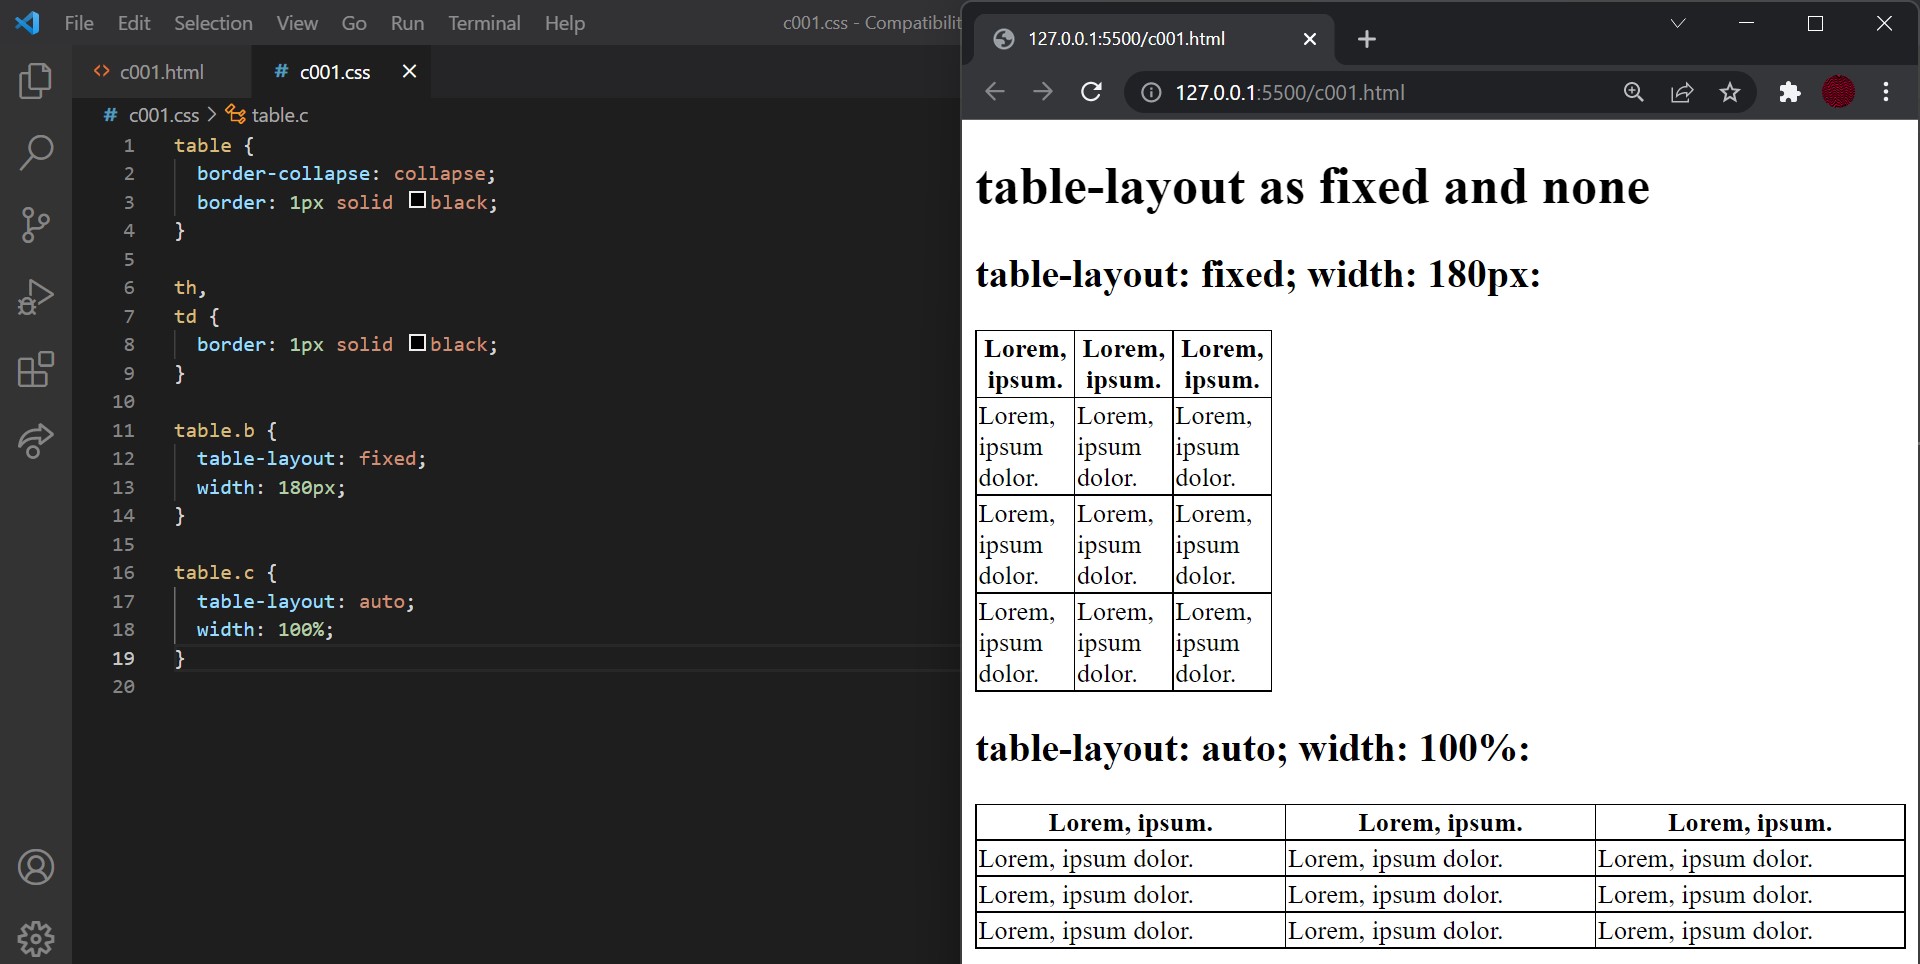 File Edit Selection View Go Run Terminal Help c001.css - Compatibilit
c001.html # c001.css
# c001.css > table.c
1 table {
2 border-collapse: collapse;
3 border: 1px solid black;
4 }
5
6 th,
7 td {
8 border: 1px solid black;
9 }
10
11 table.b {
12 table-layout: fixed;
13 width: 180px;
14 }
15
16 table.c {
17 table-layout: auto;
18 width: 100%;
19 }
20
127.0.0.1:5500/c001.html
127.0.0.1:5500/c001.html
table-layout as fixed and none
table-layout: fixed; width: 180px:
Lorem, Lorem, Lorem,
ipsum. ipsum. ipsum.
Lorem, Lorem, Lorem,
ipsum ipsum ipsum
dolor. dolor. dolor.
Lorem, Lorem, Lorem,
ipsum ipsum ipsum
dolor. dolor. dolor.
Lorem, Lorem, Lorem,
ipsum ipsum ipsum
dolor. dolor. dolor.
table-layout: auto; width: 100%:
Lorem, ipsum. Lorem, ipsum. Lorem, ipsum.
Lorem, ipsum dolor. Lorem, ipsum dolor. Lorem, ipsum dolor.
Lorem, ipsum dolor. Lorem, ipsum dolor. Lorem, ipsum dolor.
Lorem, ipsum dolor. Lorem, ipsum dolor. Lorem, ipsum dolor.